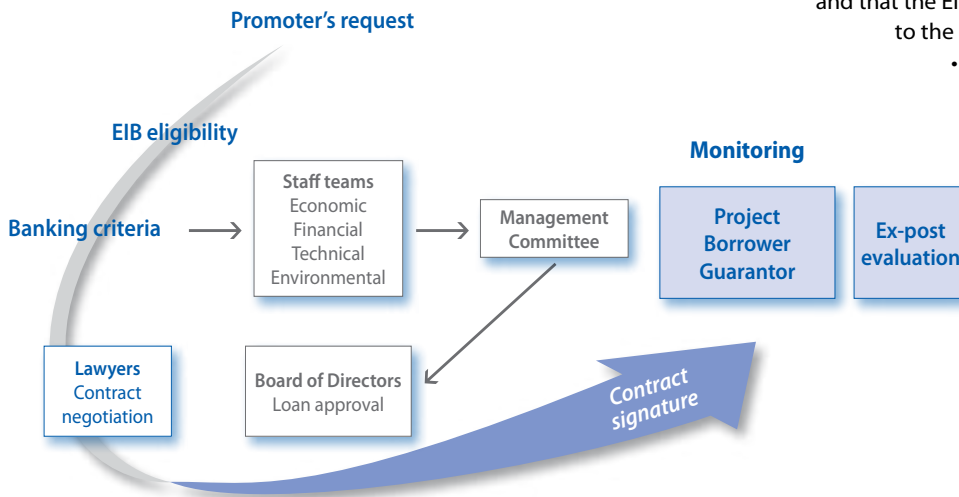 and that the EI
to the
•
Promoter’s request
EIB eligibility
Banking criteria
Staff teams
Economic
Financial
Technical
Environmental
Management
Committee
Monitoring
Project
Borrower
Guarantor
Ex-post
evaluation
Lawyers
Contract
negotiation
Board of Directors
Loan approval
Contract
signature